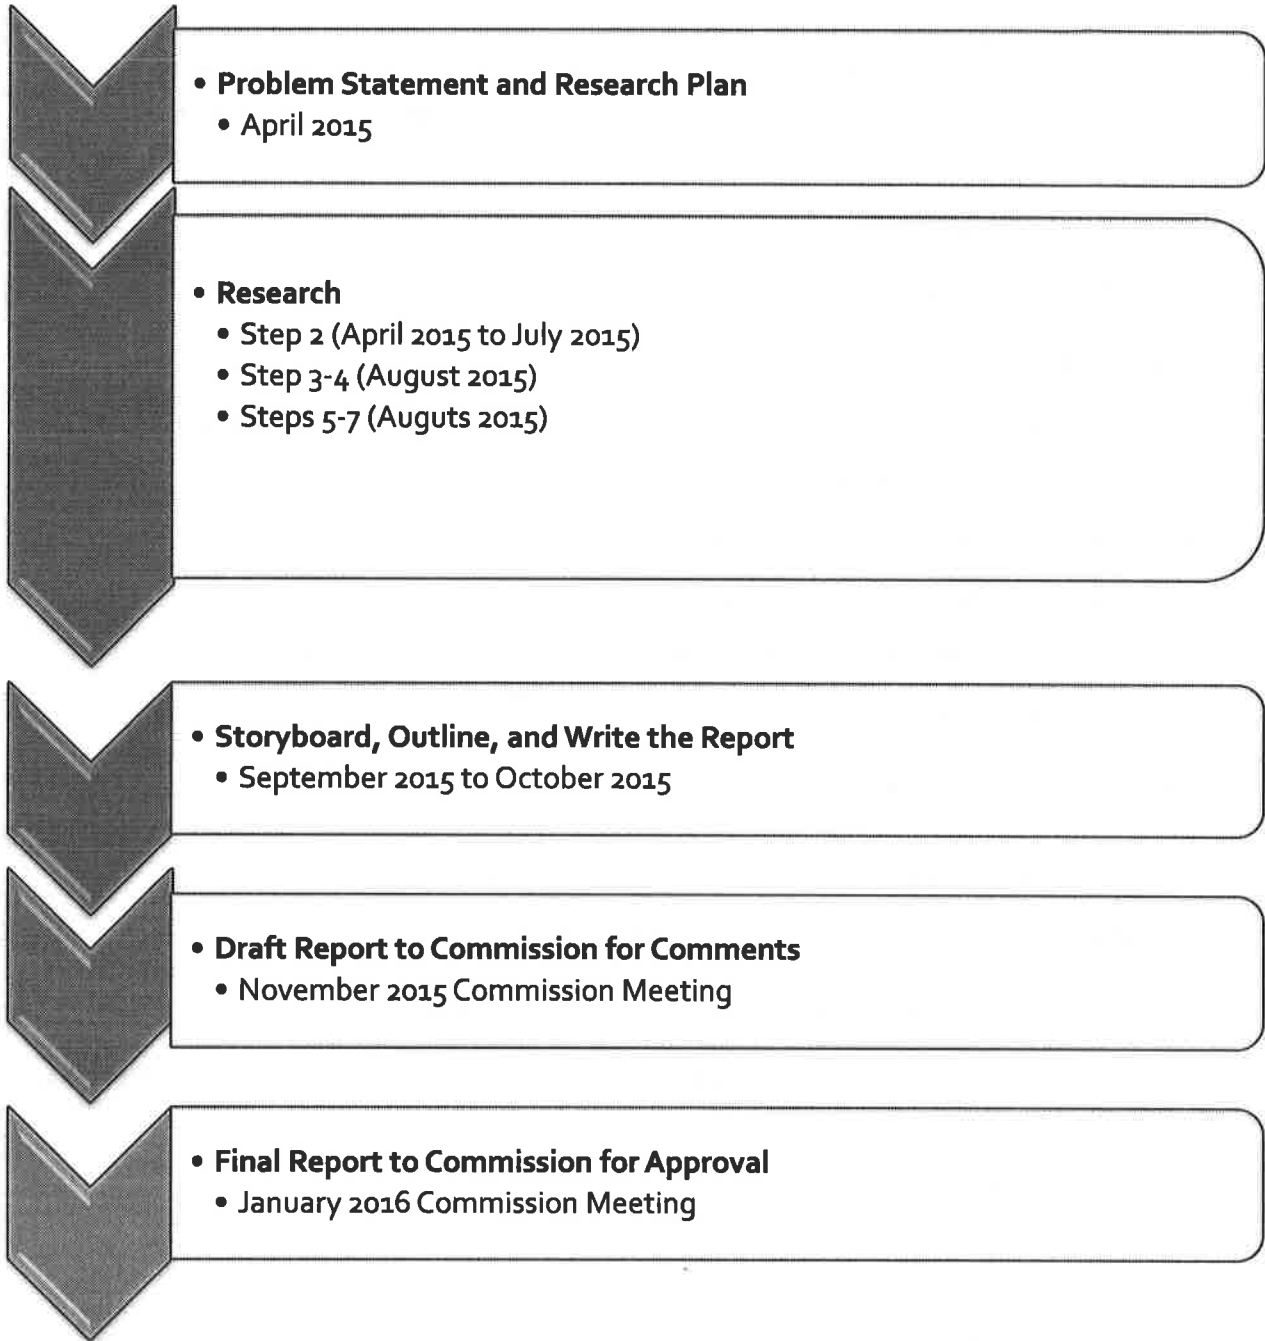 • Problem Statement and Research Plan
• April 2015
• Research
• Step 2 (April 2015 to July 2015)
• Step 3-4 (August 2015)
• Steps 5-7 (Auguts 2015)
• Storyboard, Outline, and Write the Report
• September 2015 to October 2015
• Draft Report to Commission for Comments
• November 2015 Commission Meeting
• Final Report to Commission for Approval
• January 2016 Commission Meeting